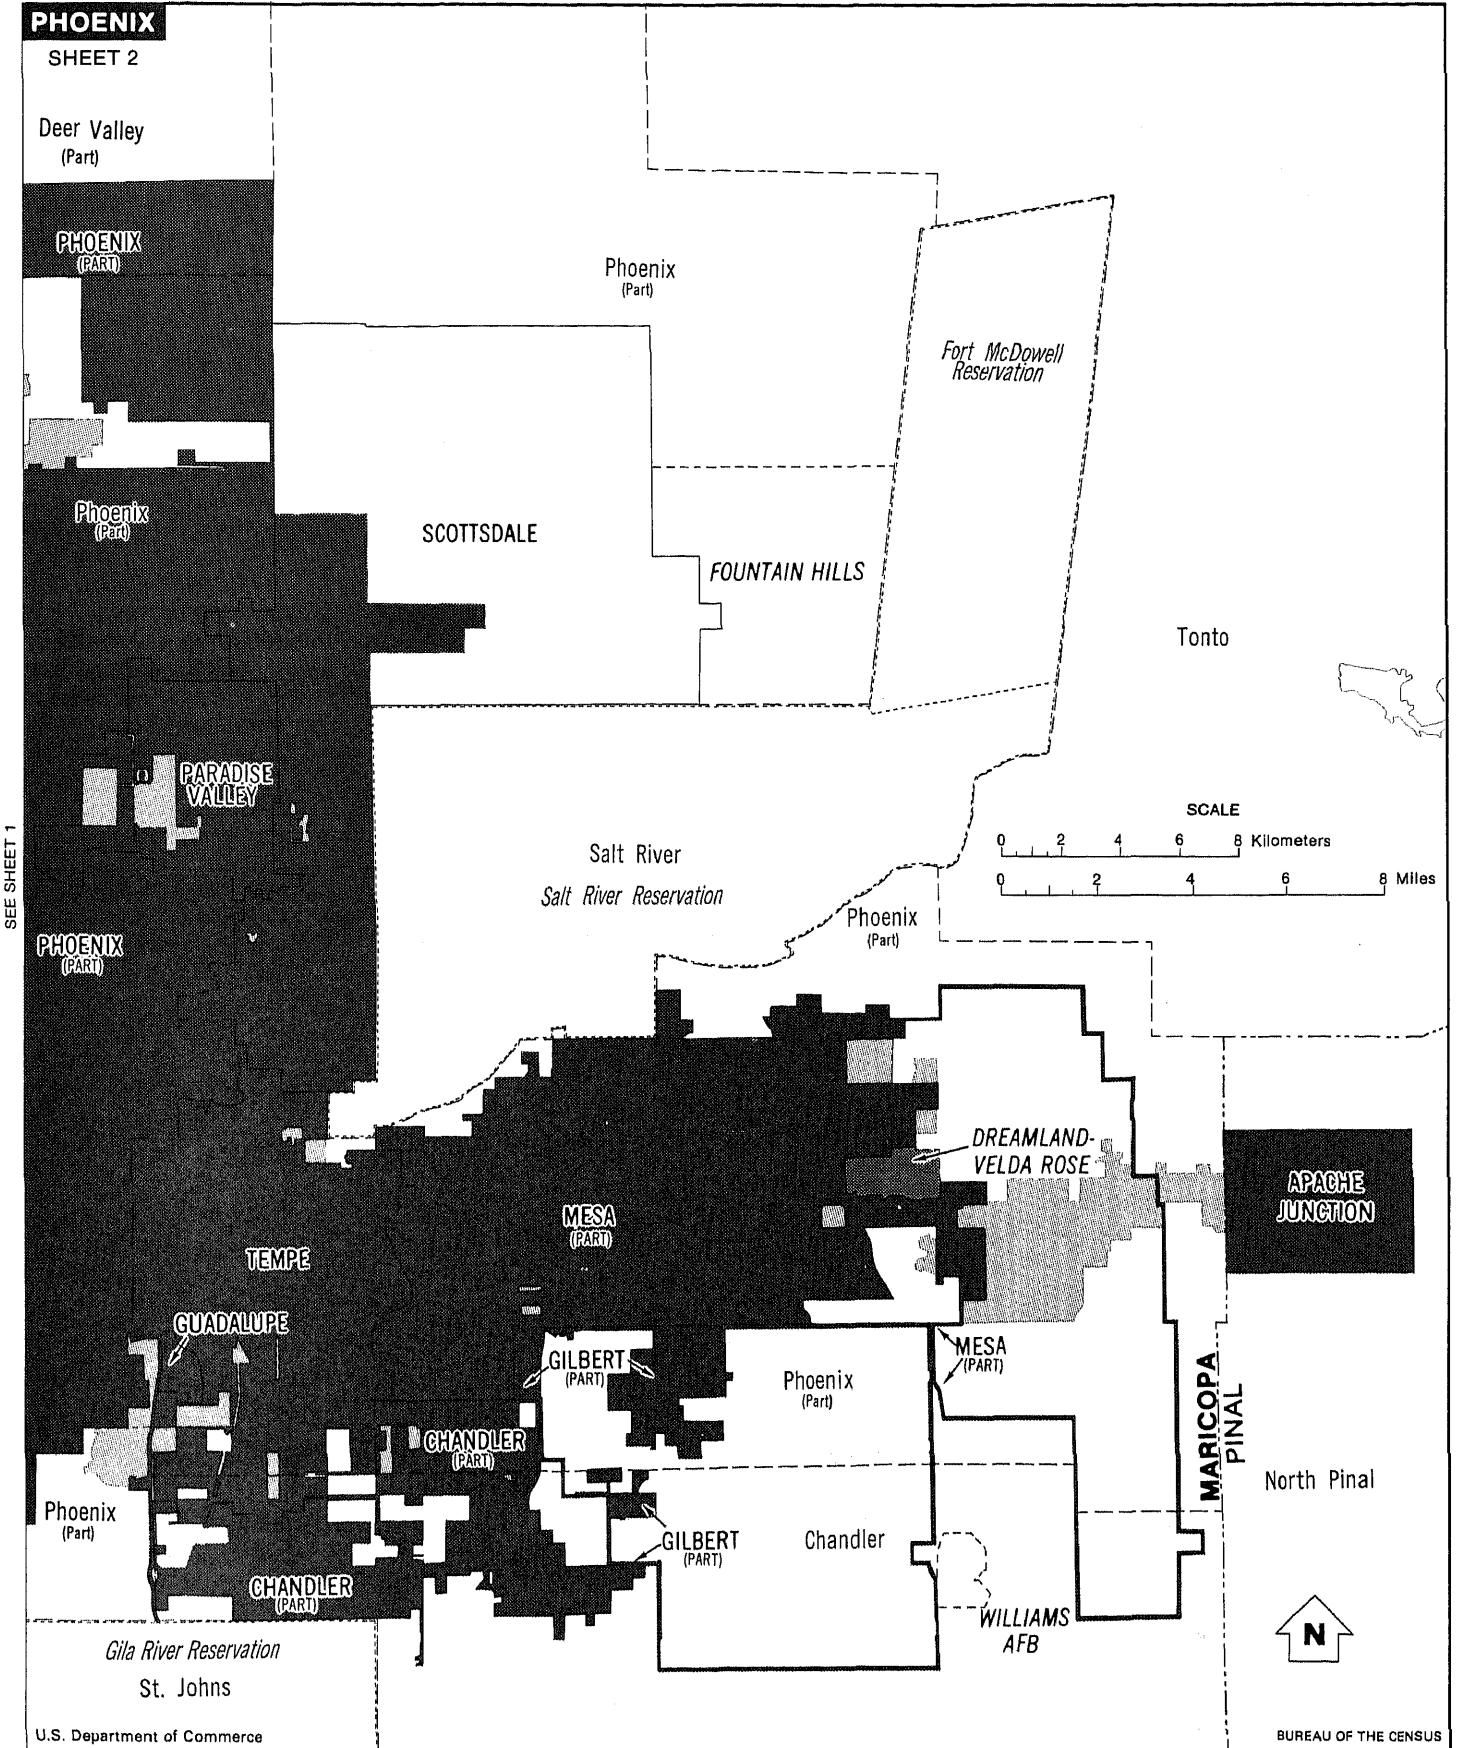 PHOENIX
SHEET 2
Deer Valley
(Part)
PHOENIX
(PART)
Phoenix
(Part)
Fort McDowell
Reservation
Phoenix
(Part)
SCOTTSDALE
FOUNTAIN HILLS
Tonto
PARADISE
VALLEY
SCALE
0 2 4 6 8 Kilometers
0 2 4 6 8 Miles
SEE SHEET 1
Salt River
Salt River Reservation
Phoenix
(Part)
PHOENIX
(PART)
DREAMLAND-
VELDA ROSE
APACHE
JUNCTION
MESA
(PART)
TEMPE
GUADALUPE
GILBERT
(PART)
MESA
(PART)
Phoenix
(Part)
MARICOPA
PINAL
CHANDLER
(PART)
North Pinal
Phoenix
(Part)
GILBERT
(PART)
Chandler
CHANDLER
(PART)
WILLIAMS
AFB
N
Gila River Reservation
St. Johns
U.S. Department of Commerce
BUREAU OF THE CENSUS